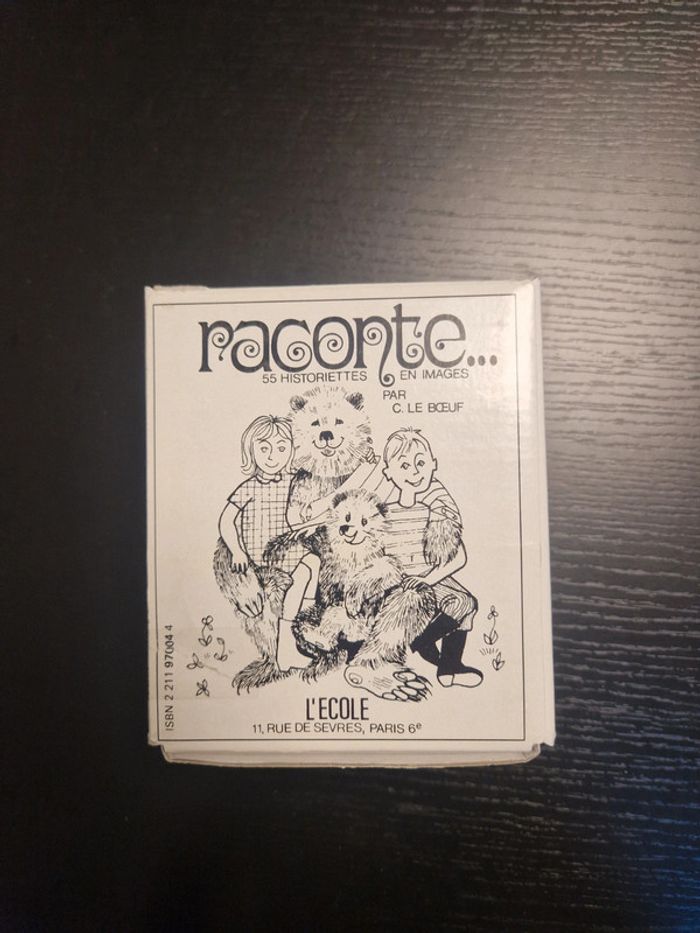 raconte...
55 HISTORIETTES EN IMAGES
PAR
C. LE BŒUF
ISBN 2 211 97004 4
L'ECOLE
11, RUE DE SEVRES, PARIS 6e